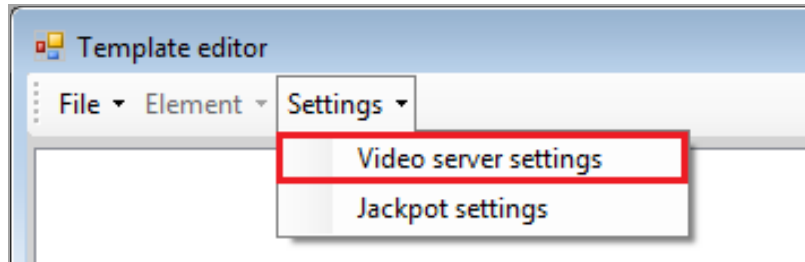 Template editor
File Element Settings
Video server settings
Jackpot settings